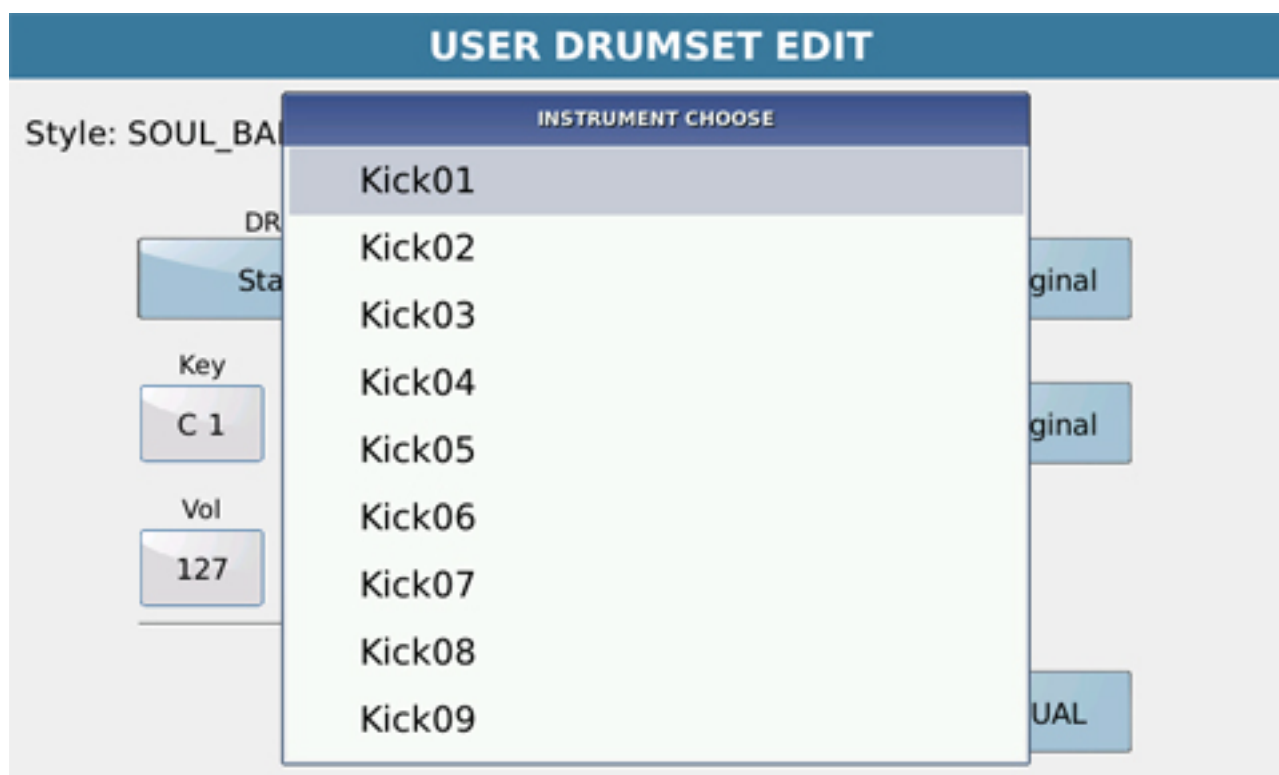 USER DRUMSET EDIT
INSTRUMENT CHOOSE
Style: SOUL_BA
Kick01
DR
Kick02
Sta
ginal
Kick03
Key
Kick04
C 1
ginal
Kick05
Vol
Kick06
127
Kick07
Kick08
Kick09
UAL